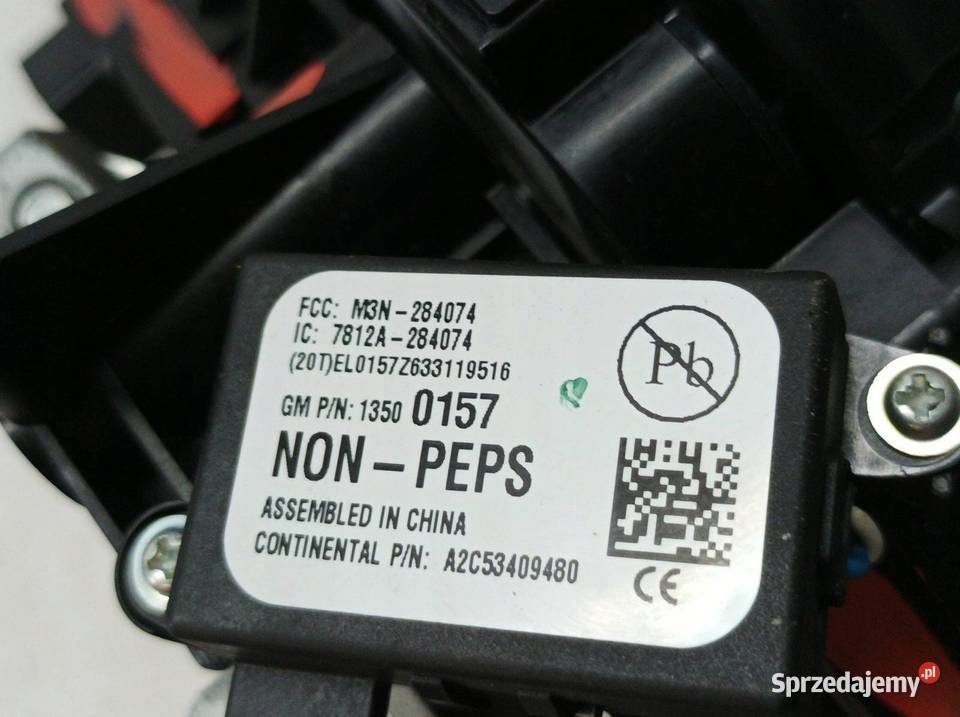 FCC: M3N-284074
IC: 7812A-284074
(20T)EL0157Z633119516
GM P/N: 1350 0157
NON-PEPS
ASSEMBLED IN CHINA
CONTINENTAL P/N: A2C53409480
Pb
CE
Sprzedajemy.pl